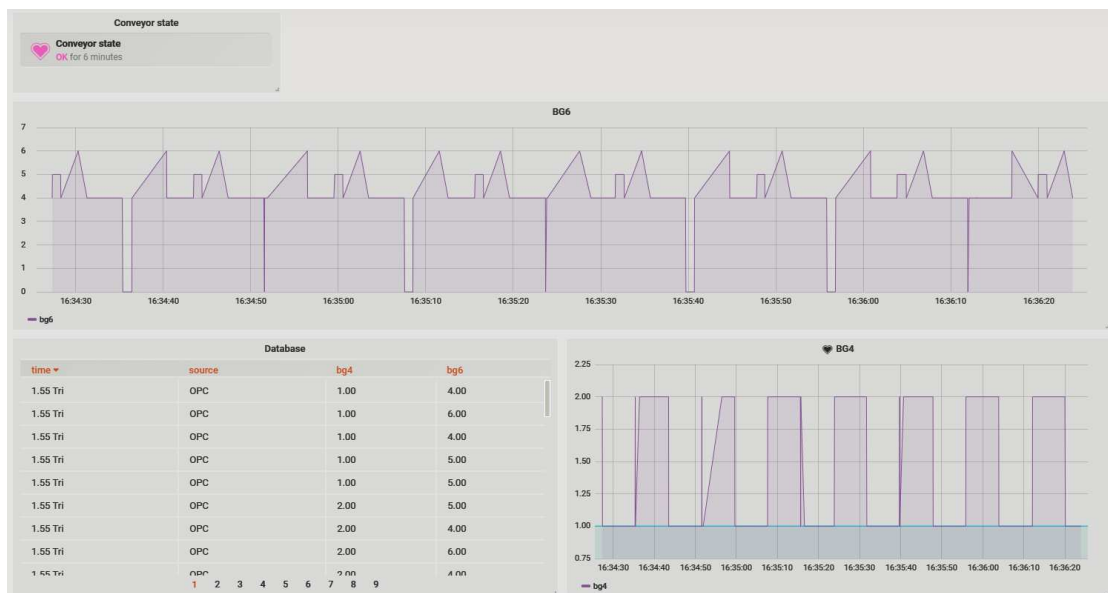 Conveyor state
Conveyor state
OK for 6 minutes
BG6
7
6
5
4
3
2
1
0
16:34:30 16:34:40 16:34:50 16:35:00 16:35:10 16:35:20 16:35:30 16:35:40 16:35:50 16:36:00 16:36:10 16:36:20
bg6
Database
time source bg4 bg6
1.55 Tri OPC 1.00 4.00
1.55 Tri OPC 1.00 6.00
1.55 Tri OPC 1.00 4.00
1.55 Tri OPC 1.00 5.00
1.55 Tri OPC 1.00 5.00
1.55 Tri OPC 2.00 5.00
1.55 Tri OPC 2.00 4.00
1.55 Tri OPC 2.00 6.00
1.55 Tri OPC 2.00 4.00
1 2 3 4 5 6 7 8 9
BG4
2.25
2.00
1.75
1.50
1.25
1.00
0.75
16:34:30 16:34:40 16:34:50 16:35:00 16:35:10 16:35:20 16:35:30 16:35:40 16:35:50 16:36:00 16:36:10 16:36:20
bg4